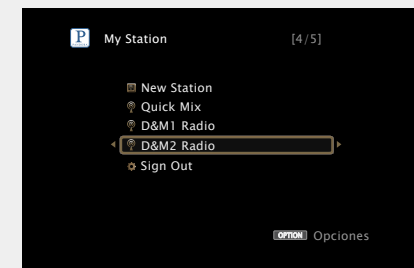 P
My Station [4/5]
New Station
Quick Mix
D&M1 Radio
D&M2 Radio
Sign Out
OPTION Opciones